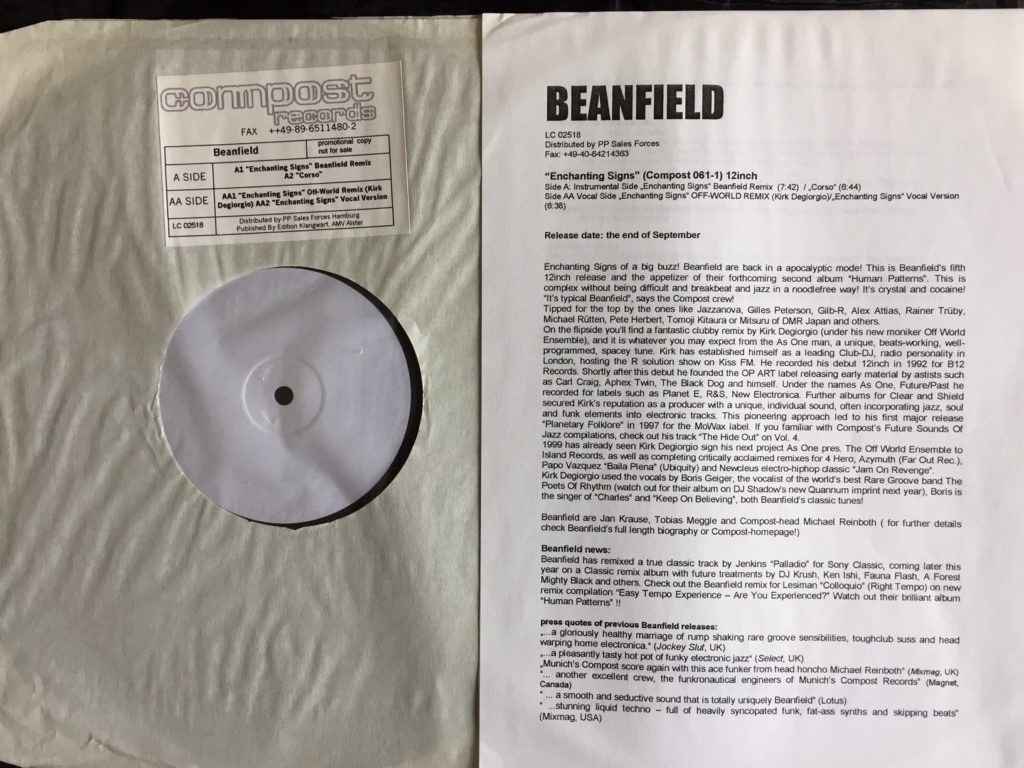 compost
records
FAX ++49-89-6511480-2
Beanfield
promotional copy
not for sale
A SIDE
A1 "Enchanting Signs" Beanfield Remix
A2 "Corso"
AA SIDE
AA1 "Enchanting Signs" Off-World Remix (Kirk
Degiorgio) AA2 "Enchanting Signs" Vocal Version
LC 02518
Distributed by PP Sales Forces Hamburg
Published By Edition Klangwart, AMV Alster
BEANFIELD
LC 02518
Distributed by PP Sales Forces
Fax: +49-40-64214363
"Enchanting Signs" (Compost 061-1) 12inch
Side A: Instrumental Side „Enchanting Signs" Beanfield Remix (7:42) / „Corso" (6:44)
Side AA Vocal Side „Enchanting Signs" OFF-WORLD REMIX (Kirk Degiorgio)/„Enchanting Signs" Vocal Version
(6:38)
Release date: the end of September
Enchanting Signs of a big buzz! Beanfield are back in a apocalyptic mode! This is Beanfield's fifth
12inch release and the appetizer of their forthcoming second album "Human Patterns". This is
complex without being difficult and breakbeat and jazz in a noodlefree way! It's crystal and cocaine!
"It's typical Beanfield", says the Compost crew!
Tipped for the top by the ones like Jazzanova, Gilles Peterson, Gilb-R, Alex Attias, Rainer Trüby,
Michael Rütten, Pete Herbert, Tomoji Kitaura or Mitsuru of DMR Japan and others.
On the flipside you'll find a fantastic clubby remix by Kirk Degiorgio (under his new moniker Off World
Ensemble), and it is whatever you may expect from the As One man, a unique, beats-working, well-
programmed, spacey tune. Kirk has established himself as a leading Club-DJ, radio personality in
London, hosting the R solution show on Kiss FM. He recorded his debut 12inch in 1992 for B12
Records. Shortly after this debut he founded the OP ART label releasing early material by astists such
as Carl Craig, Aphex Twin, The Black Dog and himself. Under the names As One, Future/Past he
recorded for labels such as Planet E, R&S, New Electronica. Further albums for Clear and Shield
secured Kirk's reputation as a producer with a unique, individual sound, often incorporating jazz, soul
and funk elements into electronic tracks. This pioneering approach led to his first major release
"Planetary Folklore" in 1997 for the MoWax label. If you familiar with Compost's Future Sounds Of
Jazz compilations, check out his track "The Hide Out" on Vol. 4.
1999 has already seen Kirk Degiorgio sign his next project As One pres. The Off World Ensemble to
Island Records, as well as completing critically acclaimed remixes for 4 Hero, Azymuth (Far Out Rec.),
Papo Vazquez "Baila Plena" (Ubiquity) and Newcleus electro-hiphop classic "Jam On Revenge".
Kirk Degiorgio used the vocals by Boris Geiger, the vocalist of the world's best Rare Groove band The
Poets Of Rhythm (watch out for their album on DJ Shadow's new Quannum imprint next year), Boris is
the singer of "Charles" and "Keep On Believing", both Beanfield's classic tunes!
Beanfield are Jan Krause, Tobias Meggle and Compost-head Michael Reinboth ( for further details
check Beanfield's full length biography or Compost-homepage!)
Beanfield news:
Beanfield has remixed a true classic track by Jenkins "Palladio" for Sony Classic, coming later this
year on a Classic remix album with future treatments by DJ Krush, Ken Ishi, Fauna Flash, A Forest
Mighty Black and others. Check out the Beanfield remix for Lesiman "Colloquio" (Right Tempo) on new
remix compilation "Easy Tempo Experience – Are You Experienced?" Watch out their brilliant album
"Human Patterns" !!
press quotes of previous Beanfield releases:
„...a gloriously healthy marriage of rump shaking rare groove sensibilities, toughclub suss and head
warping home electronica." (Jockey Slut, UK)
„...a pleasantly tasty hot pot of funky electronic jazz" (Select, UK)
„Munich's Compost score again with this ace funker from head honcho Michael Reinboth" (Mixmag, UK)
"... another excellent crew, the funkronautical engineers of Munich's Compost Records" (Magnet,
Canada)
" ... a smooth and seductive sound that is totally uniquely Beanfield" (Lotus)
" ...stunning liquid techno – full of heavily syncopated funk, fat-ass synths and skipping beats"
(Mixmag, USA)